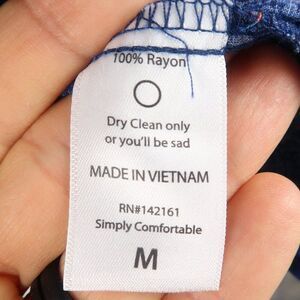 100% Rayon
Dry Clean only
or you'll be sad
MADE IN VIETNAM
RN#142161
Simply Comfortable
M